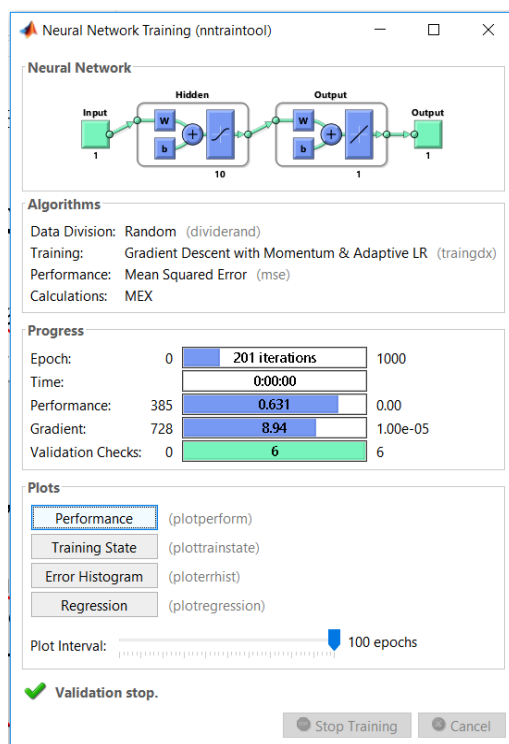 Neural Network Training (nntraintool)
Neural Network
Hidden Output
Input Output
W W
b b
1 10 1 1
Algorithms
Data Division: Random (dividerand)
Training: Gradient Descent with Momentum & Adaptive LR (traingdx)
Performance: Mean Squared Error (mse)
Calculations: MEX
Progress
Epoch: 0 201 iterations 1000
Time: 0:00:00
Performance: 385 0.631 0.00
Gradient: 728 8.94 1.00e-05
Validation Checks: 0 6 6
Plots
Performance (plotperform)
Training State (plottrainstate)
Error Histogram (ploterrhist)
Regression (plotregression)
Plot Interval: 100 epochs
Validation stop.
Stop Training Cancel